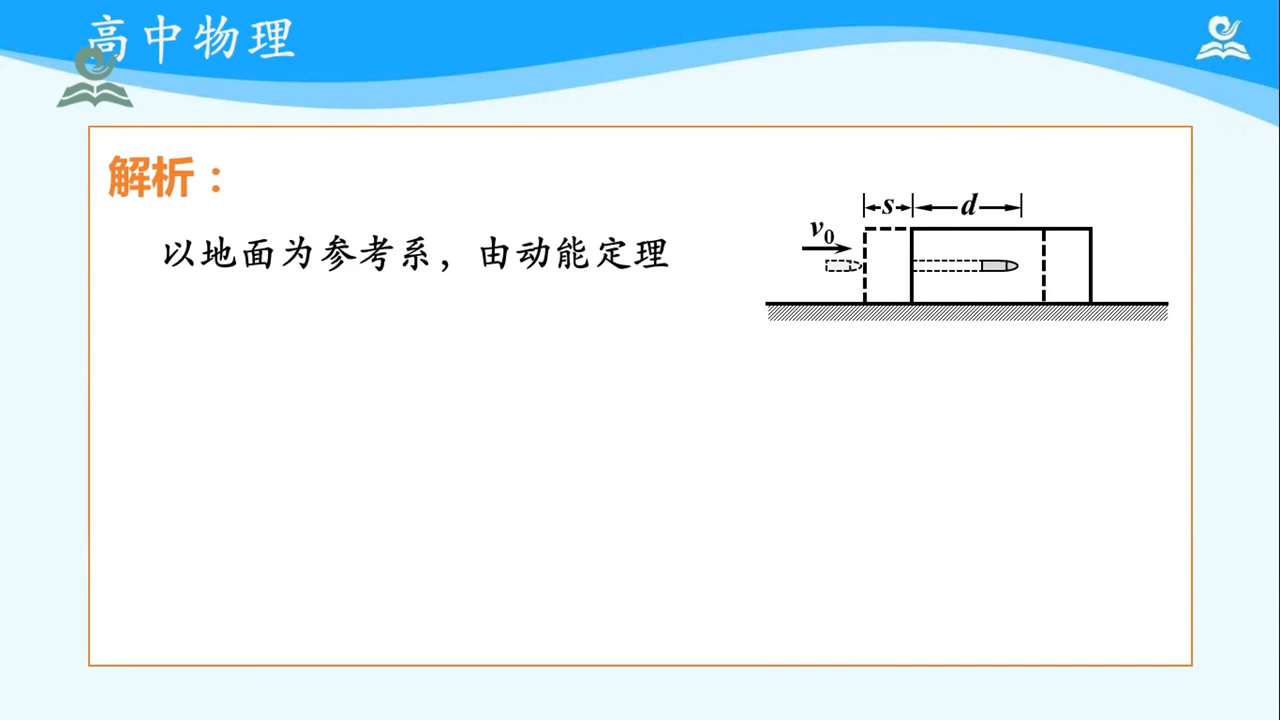 高中物理
解析：
以地面为参考系，由动能定理
s d
v₀